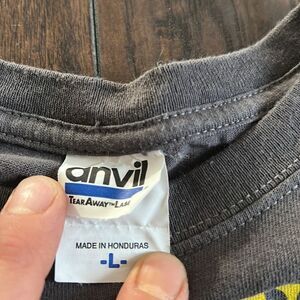 anvil
TEARAWAY™ LABEL
MADE IN HONDURAS
-L-